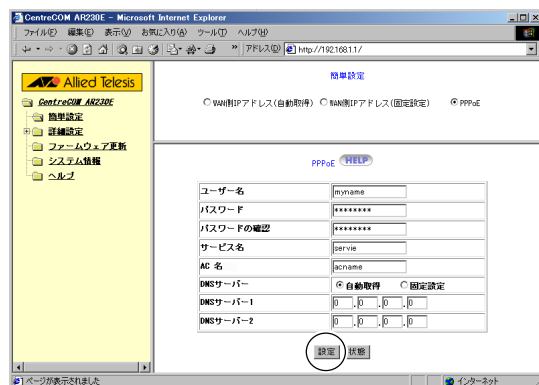 CentreCOM AR230E - Microsoft Internet Explorer
ファイル(F) 編集(E) 表示(V) お気に入り(A) ツール(T) ヘルプ(H)
アドレス(D) http://192.168.1.1/
Allied Telesis
CentreCOM AR230E
簡単設定
詳細設定
ファームウェア更新
システム情報
ヘルプ
簡単設定
WAN側IPアドレス(自動取得) WAN側IPアドレス(固定設定) PPPoE
PPPoE HELP
ユーザー名 myname
パスワード ********
パスワードの確認 ********
サービス名 servie
AC 名 acname
DNSサーバー 自動取得 固定設定
DNSサーバー1 0 . 0 . 0 . 0
DNSサーバー2 0 . 0 . 0 . 0
設定 状態
ページが表示されました インターネット